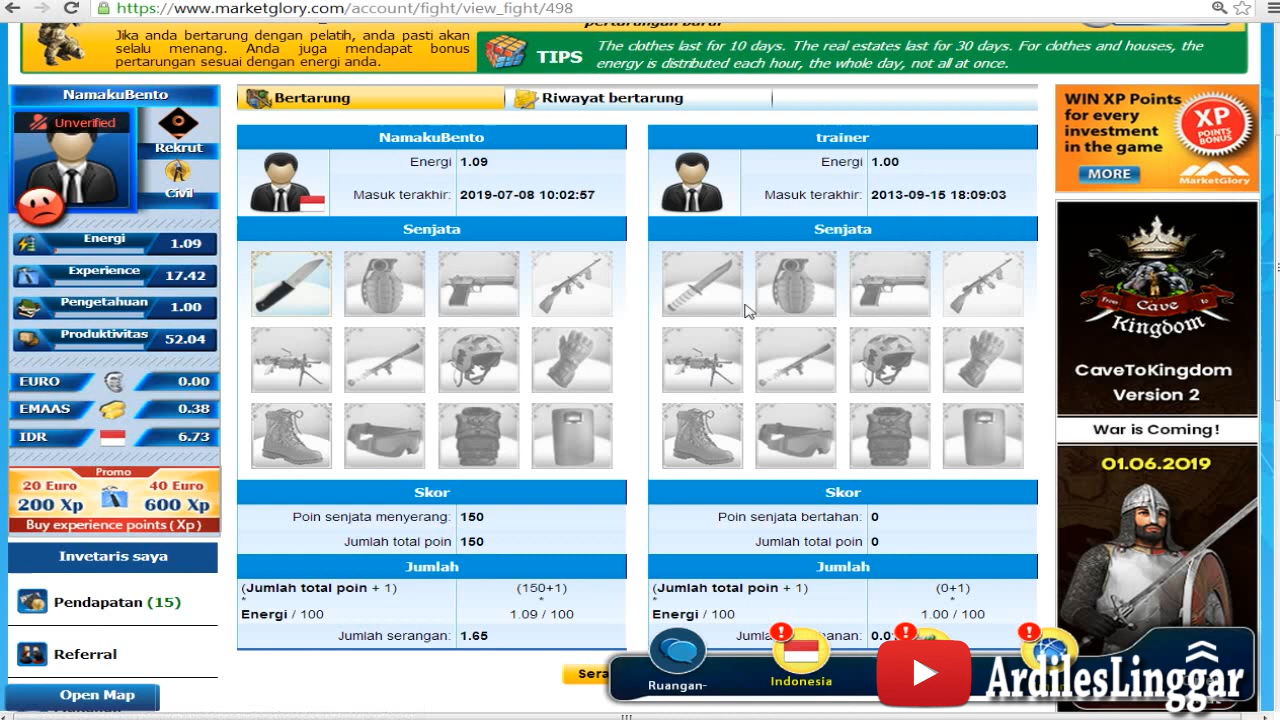 https://www.marketglory.com/account/fight/view_fight/498
Jika anda bertarung dengan pelatih, anda pasti akan
selalu menang. Anda juga mendapat bonus
pertarungan sesuai dengan energi anda.
TIPS
The clothes last for 10 days. The real estates last for 30 days. For clothes and houses, the
energy is distributed each hour, the whole day, not all at once.
NamakuBento
Unverified
Rekrut
Civil
Energi 1.09
Experience 17.42
Pengetahuan 1.00
Produktivitas 52.04
EURO 0.00
EMAAS 0.38
IDR 6.73
Promo
20 Euro 40 Euro
200 Xp 600 Xp
Buy experience points ( Xp )
Invetaris saya
Pendapatan (15)
Referral
Open Map
Bertarung
Riwayat bertarung
NamakuBento
Energi 1.09
Masuk terakhir: 2019-07-08 10:02:57
Senjata
Skor
Poin senjata menyerang: 150
Jumlah total poin 150
Jumlah
(Jumlah total poin + 1) (150+1)
* *
Energi / 100 1.09 / 100
Jumlah serangan: 1.65
trainer
Energi 1.00
Masuk terakhir: 2013-09-15 18:09:03
Senjata
Skor
Poin senjata bertahan: 0
Jumlah total poin 0
Jumlah
(Jumlah total poin + 1) (0+1)
* *
Energi / 100 1.00 / 100
WIN XP Points
for every
investment
in the game
XP
POINTS
BONUS
MORE
MarketGlory
from Cave to
Kingdom
CaveToKingdom
Version 2
War is Coming!
01.06.2019
Ruangan-
Indonesia
ArdilesLinggar